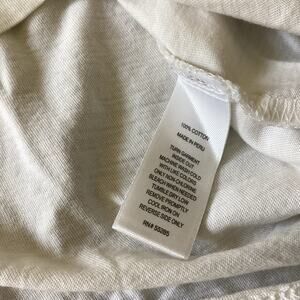 100% COTTON
MADE IN PERU
TURN GARMENT
INSIDE OUT
MACHINE WASH COLD
WITH LIKE COLORS
ONLY NON-CHLORINE
BLEACH WHEN NEEDED
TUMBLE DRY LOW
REMOVE PROMPTLY
COOL IRON ON
REVERSE SIDE ONLY
RN# 55285